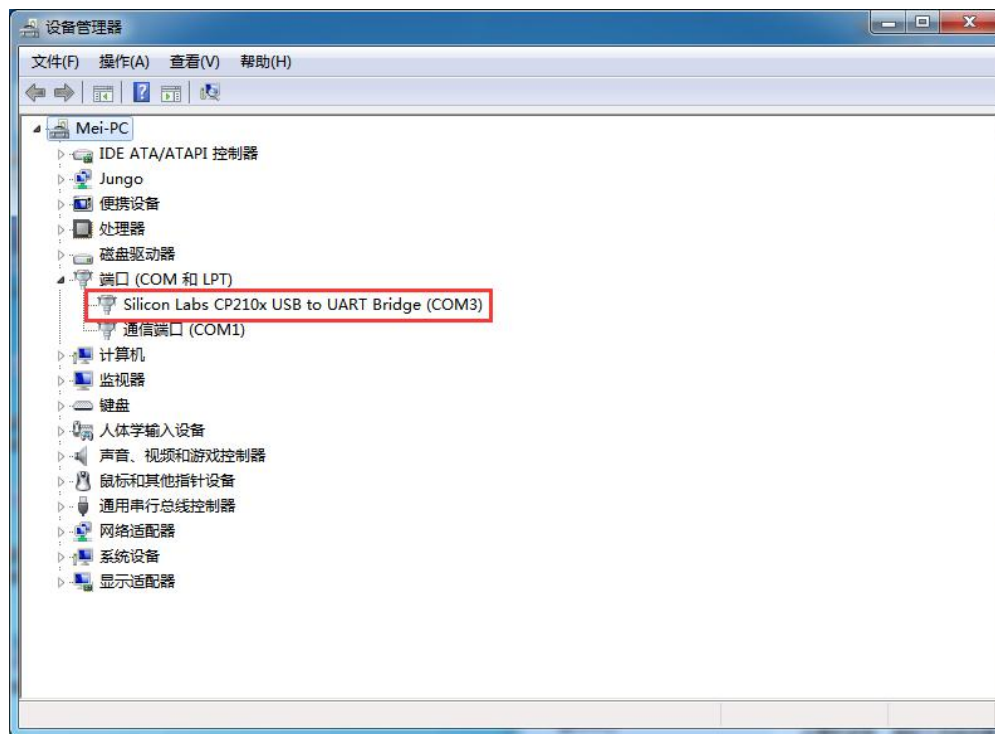 设备管理器
文件(F) 操作(A) 查看(V) 帮助(H)
Mei-PC
IDE ATA/ATAPI 控制器
Jungo
便携设备
处理器
磁盘驱动器
端口 (COM 和 LPT)
Silicon Labs CP210x USB to UART Bridge (COM3)
通信端口 (COM1)
计算机
监视器
键盘
人体学输入设备
声音、视频和游戏控制器
鼠标和其他指针设备
通用串行总线控制器
网络适配器
系统设备
显示适配器